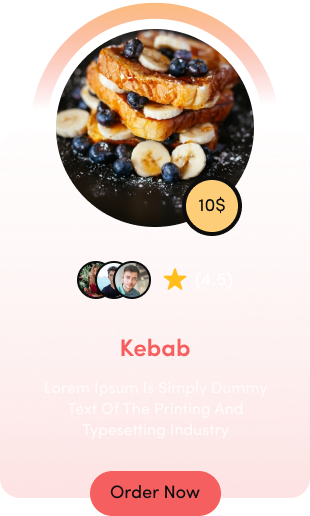 10$
(4.5)
Kebab
Lorem Ipsum Is Simply Dummy
Text Of The Printing And
Typesetting Industry
Order Now